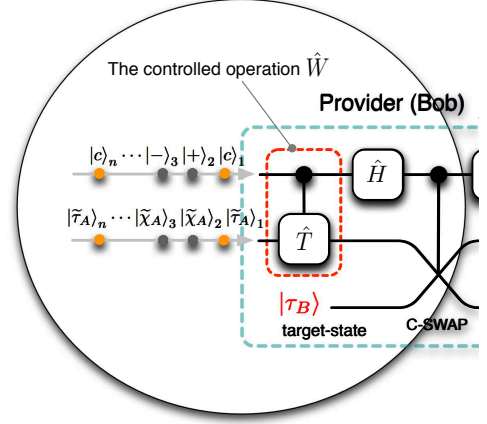 The controlled operation Ŵ
Provider (Bob)
|c⟩ₙ ⋯ |−⟩₃ |+⟩₂ |c⟩₁
Ĥ
|τ̃_A⟩ₙ ⋯ |χ̃_A⟩₃ |χ̃_A⟩₂ |τ̃_A⟩₁
T̂
|τ_B⟩
target-state
C-SWAP